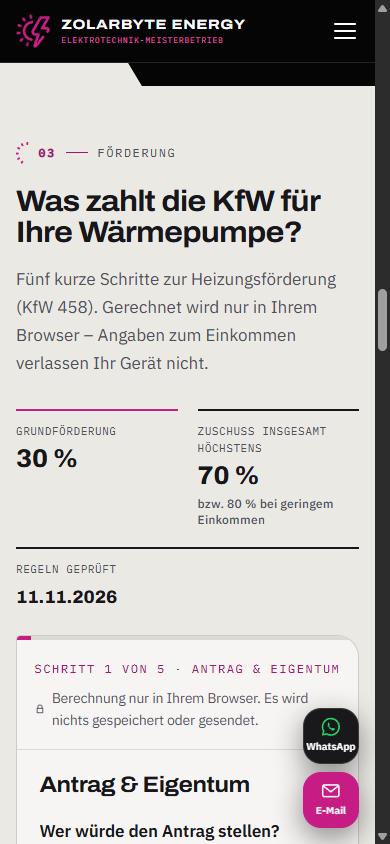 ZOLARBYTE ENERGY
ELEKTROTECHNIK-MEISTERBETRIEB
03 — FÖRDERUNG
Was zahlt die KfW für
Ihre Wärmepumpe?
Fünf kurze Schritte zur Heizungsförderung
(KfW 458). Gerechnet wird nur in Ihrem
Browser – Angaben zum Einkommen
verlassen Ihr Gerät nicht.
GRUNDFÖRDERUNG
30 %
ZUSCHUSS INSGESAMT
HÖCHSTENS
70 %
bzw. 80 % bei geringem
Einkommen
REGELN GEPRÜFT
11.11.2026
SCHRITT 1 VON 5 · ANTRAG & EIGENTUM
Berechnung nur in Ihrem Browser. Es wird
nichts gespeichert oder gesendet.
WhatsApp
Antrag & Eigentum
E-Mail
Wer würde den Antrag stellen?